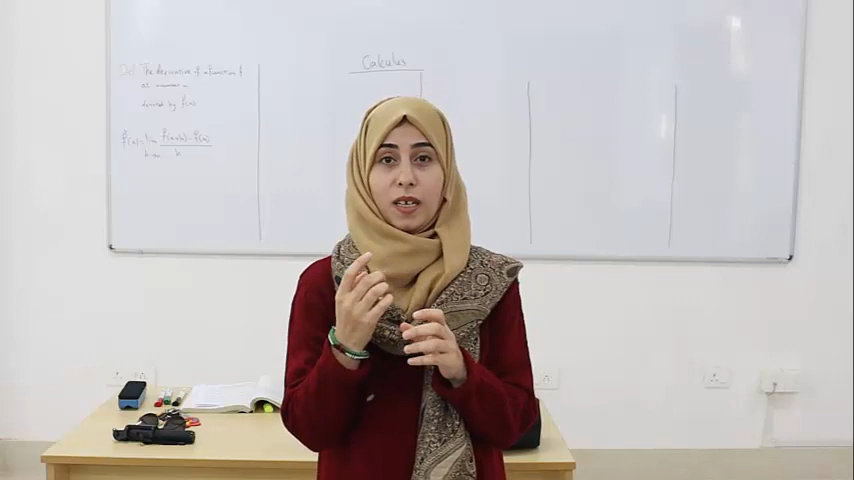 Calculus
Def The derivative of a function f
at a number a
denoted by f'(a)
f'(a) = lim f(a+h) - f(a)
h→0 h